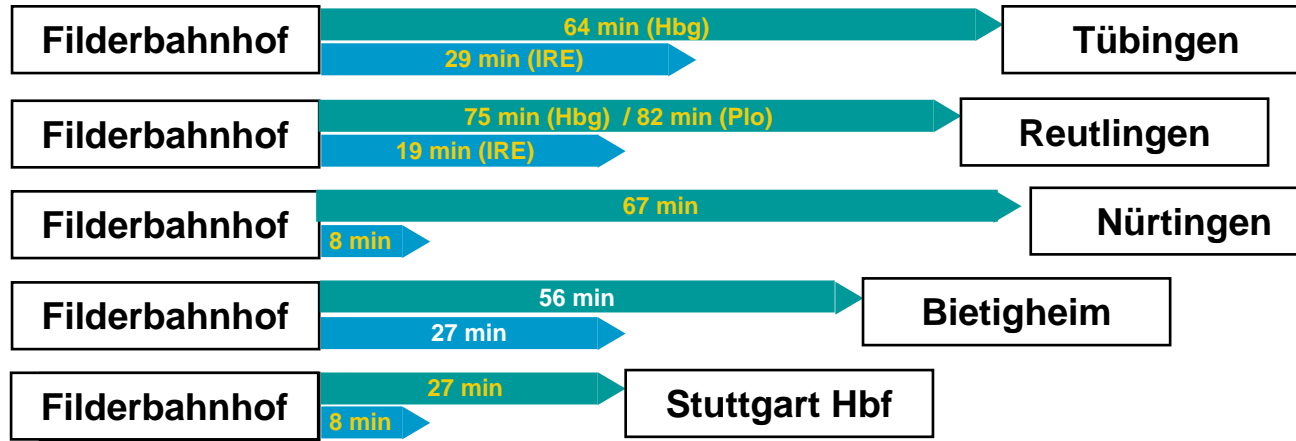 Filderbahnhof
64 min (Hbg)
29 min (IRE)
Tübingen
Filderbahnhof
75 min (Hbg) / 82 min (Plo)
19 min (IRE)
Reutlingen
Filderbahnhof
67 min
8 min
Nürtingen
Filderbahnhof
56 min
27 min
Bietigheim
Filderbahnhof
27 min
8 min
Stuttgart Hbf